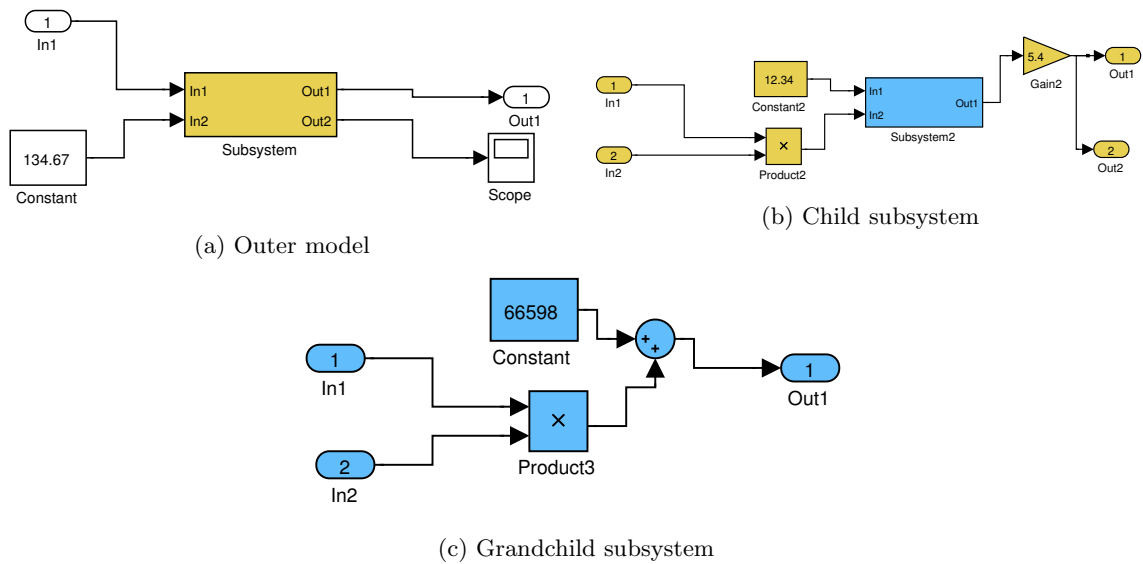 1
In1
134.67
Constant
In1
In2
Out1
Out2
Subsystem
1
Out1
Scope
(a) Outer model
1
In1
2
In2
12.34
Constant2
×
Product2
In1
In2
Out1
Subsystem2
5.4
Gain2
1
Out1
2
Out2
(b) Child subsystem
66598
Constant
1
In1
2
In2
×
Product3
+
+
1
Out1
(c) Grandchild subsystem